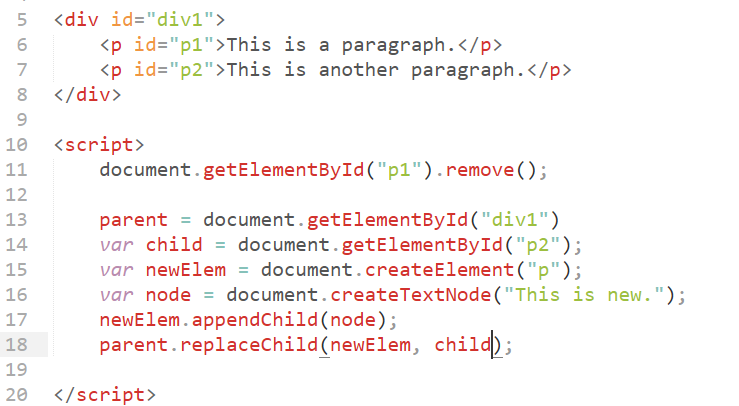 5 <div id="div1">
6     <p id="p1">This is a paragraph.</p>
7     <p id="p2">This is another paragraph.</p>
8 </div>
9
10 <script>
11     document.getElementById("p1").remove();
12
13     parent = document.getElementById("div1")
14     var child = document.getElementById("p2");
15     var newElem = document.createElement("p");
16     var node = document.createTextNode("This is new.");
17     newElem.appendChild(node);
18     parent.replaceChild(newElem, child);
19
20 </script>